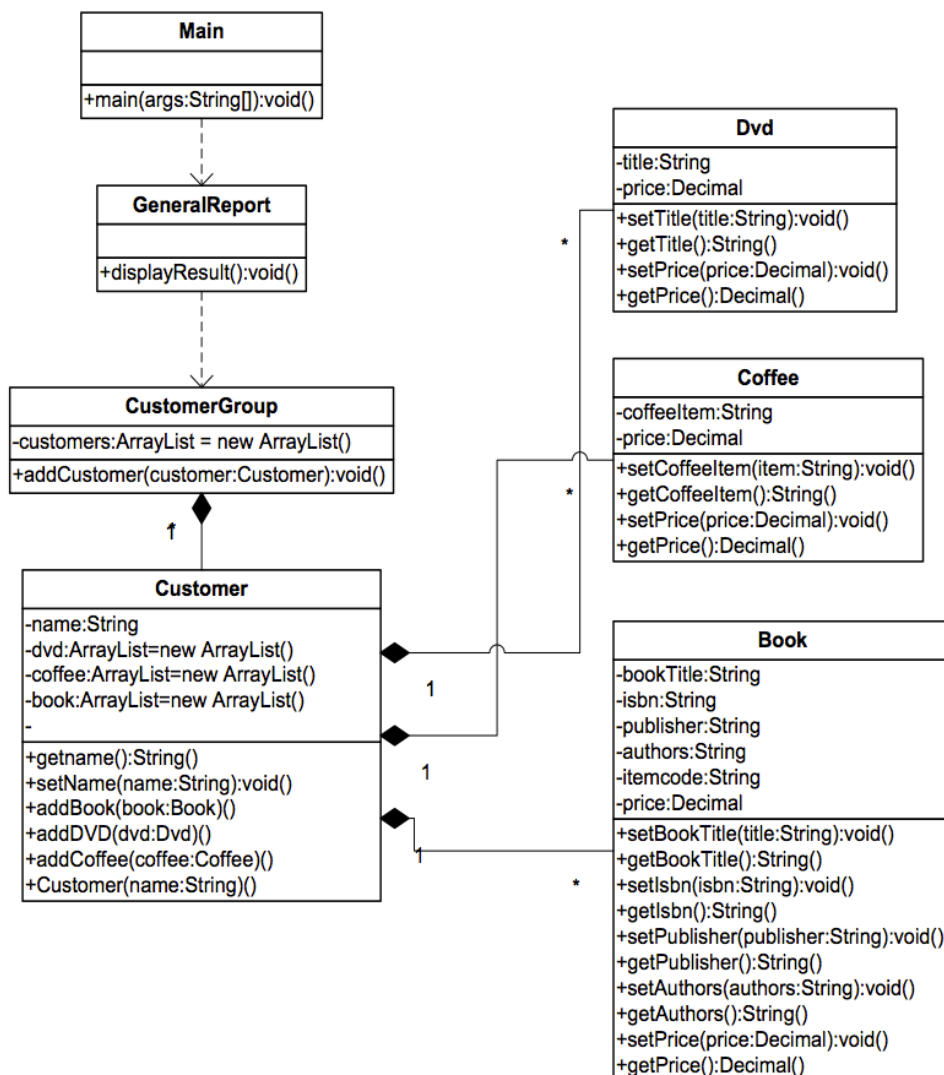 Main
+main(args:String[]):void()
GeneralReport
+displayResult():void()
CustomerGroup
-customers:ArrayList = new ArrayList()
+addCustomer(customer:Customer):void()
1
Customer
-name:String
-dvd:ArrayList=new ArrayList()
-coffee:ArrayList=new ArrayList()
-book:ArrayList=new ArrayList()
-
+getname():String()
+setName(name:String):void()
+addBook(book:Book)()
+addDVD(dvd:Dvd)()
+addCoffee(coffee:Coffee)()
+Customer(name:String)()
1
1
1
*
*
*
Dvd
-title:String
-price:Decimal
+setTitle(title:String):void()
+getTitle():String()
+setPrice(price:Decimal):void()
+getPrice():Decimal()
Coffee
-coffeeItem:String
-price:Decimal
+setCoffeeItem(item:String):void()
+getCoffeeItem():String()
+setPrice(price:Decimal):void()
+getPrice():Decimal()
Book
-bookTitle:String
-isbn:String
-publisher:String
-authors:String
-itemcode:String
-price:Decimal
+setBookTitle(title:String):void()
+getBookTitle():String()
+setIsbn(isbn:String):void()
+getIsbn():String()
+setPublisher(publisher:String):void()
+getPublisher():String()
+setAuthors(authors:String):void()
+getAuthors():String()
+setPrice(price:Decimal):void()
+getPrice():Decimal()